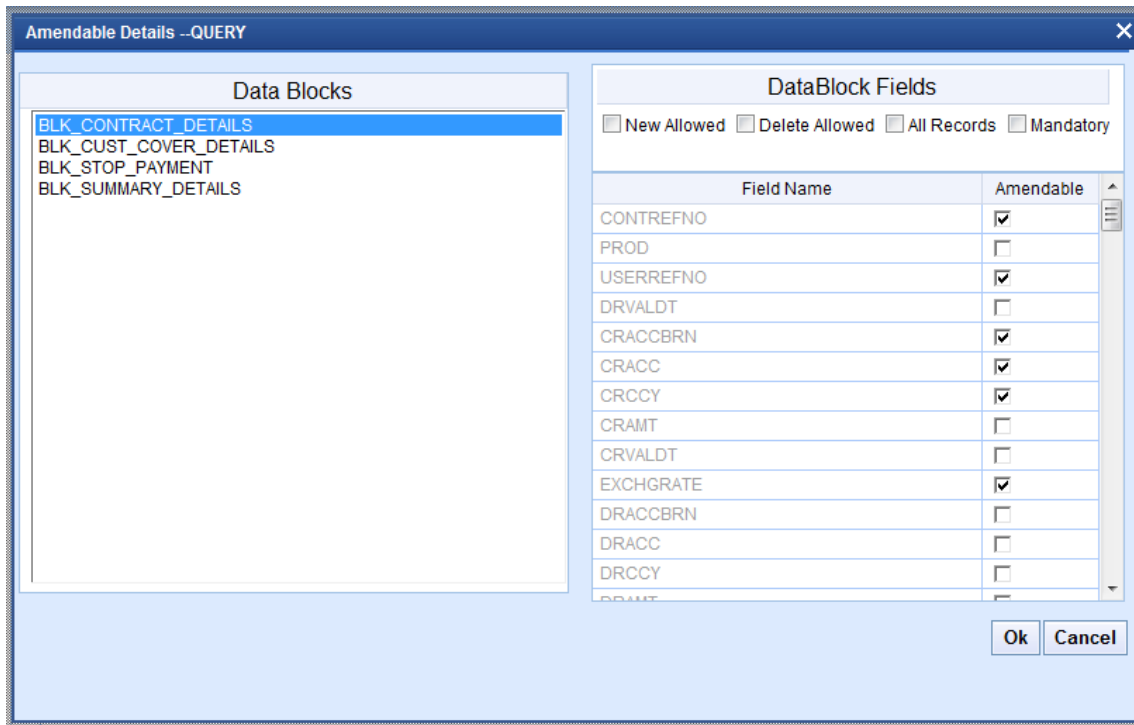 Amendable Details --QUERY
Data Blocks
BLK_CONTRACT_DETAILS
BLK_CUST_COVER_DETAILS
BLK_STOP_PAYMENT
BLK_SUMMARY_DETAILS
DataBlock Fields
New Allowed Delete Allowed All Records Mandatory
Field Name Amendable
CONTREFNO
PROD
USERREFNO
DRVALDT
CRACCBRN
CRACC
CRCCY
CRAMT
CRVALDT
EXCHGRATE
DRACCBRN
DRACC
DRCCY
DRAMT
Ok Cancel